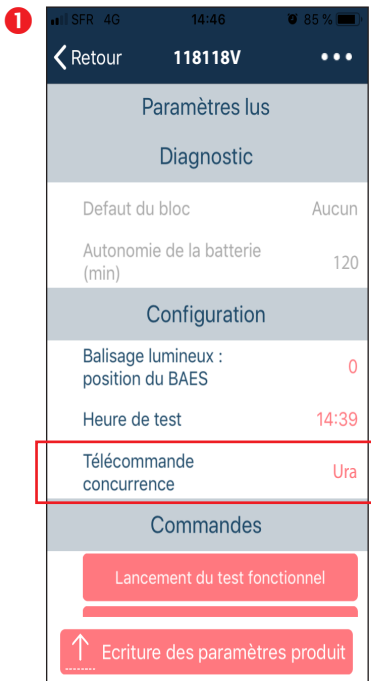 1
SFR 4G 14:46 85 %
Retour 118118V •••
Paramètres lus
Diagnostic
Defaut du bloc Aucun
Autonomie de la batterie
(min) 120
Configuration
Balisage lumineux :
position du BAES 0
Heure de test 14:39
Télécommande
concurrence Ura
Commandes
Lancement du test fonctionnel
Ecriture des paramètres produit